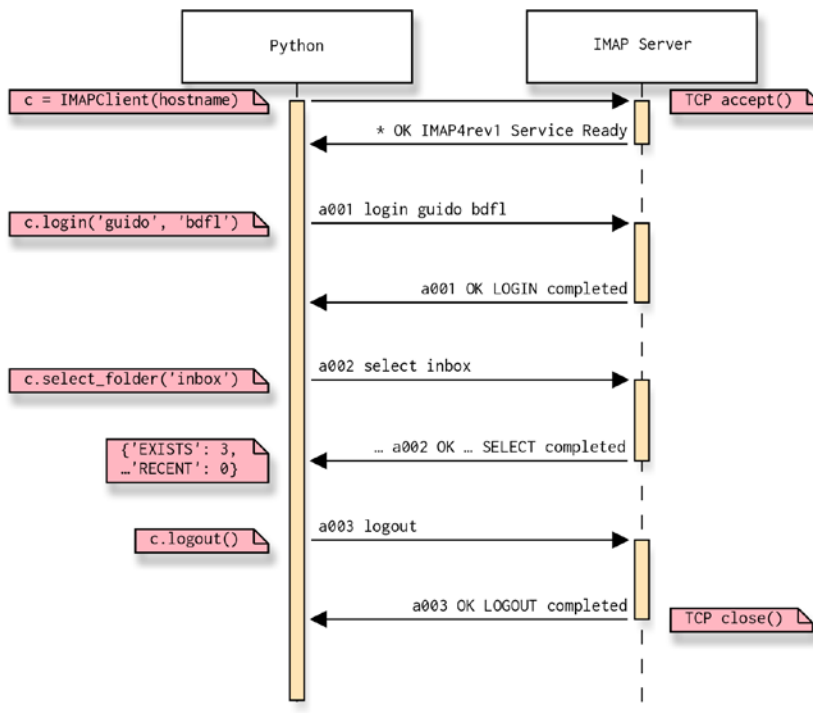 Python
IMAP Server
c = IMAPClient(hostname)
TCP accept()
* OK IMAP4rev1 Service Ready
c.login('guido', 'bdfl')
a001 login guido bdfl
a001 OK LOGIN completed
c.select_folder('inbox')
a002 select inbox
{'EXISTS': 3,
…'RECENT': 0}
… a002 OK … SELECT completed
c.logout()
a003 logout
a003 OK LOGOUT completed
TCP close()